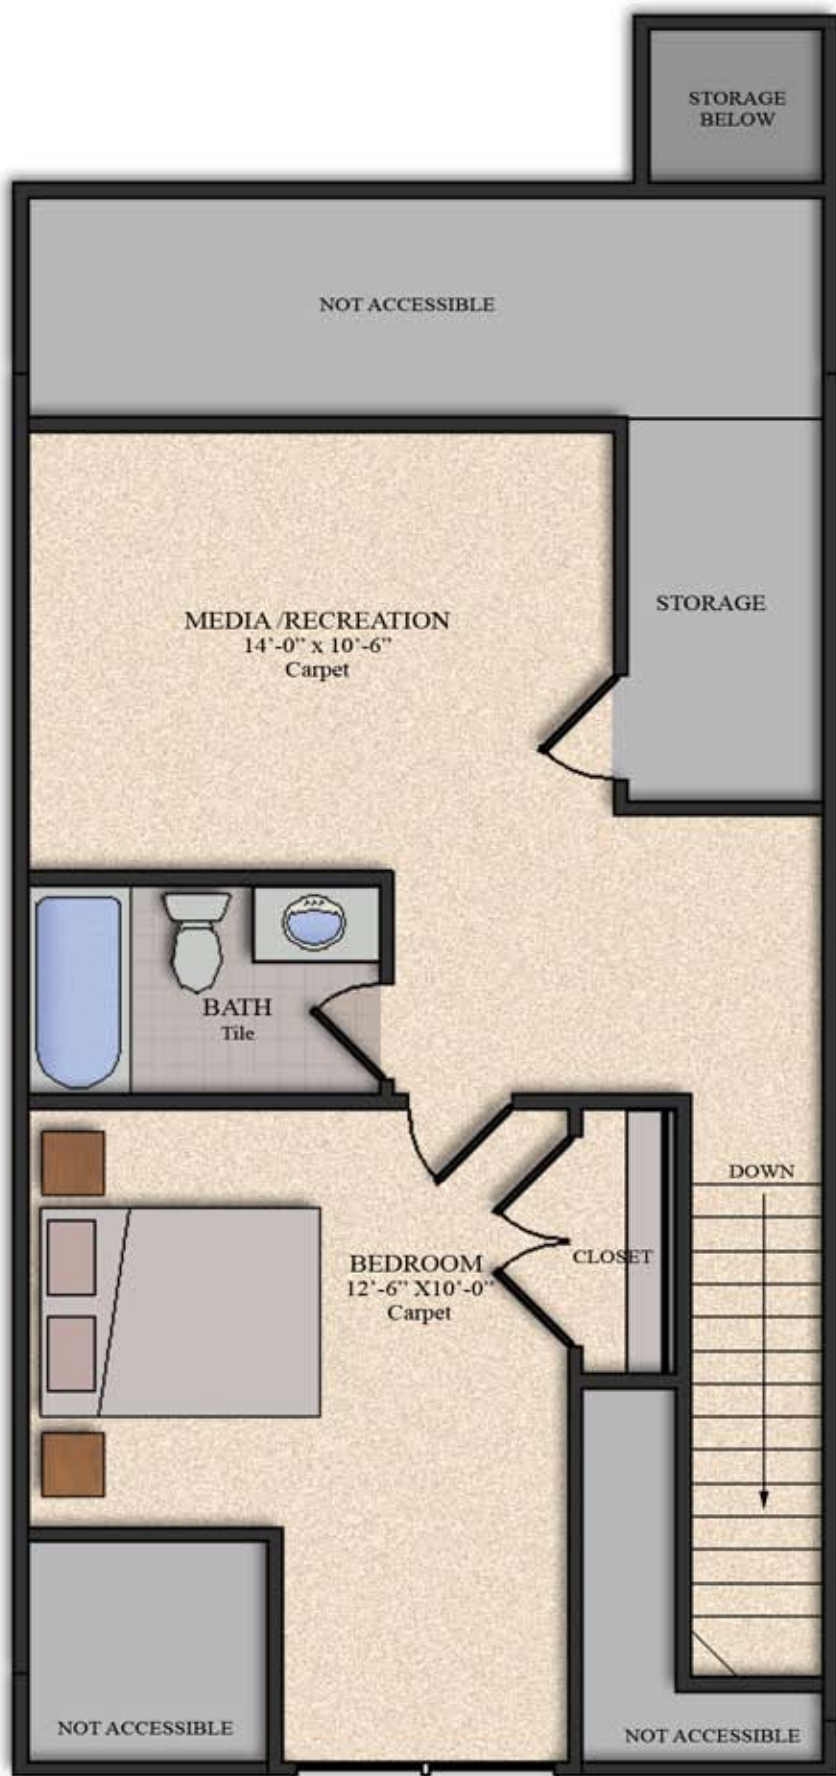 STORAGE
BELOW
NOT ACCESSIBLE
STORAGE
MEDIA /RECREATION
14'-0" x 10'-6"
Carpet
BATH
Tile
DOWN
CLOSET
BEDROOM
12'-6" X10'-0"
Carpet
NOT ACCESSIBLE
NOT ACCESSIBLE